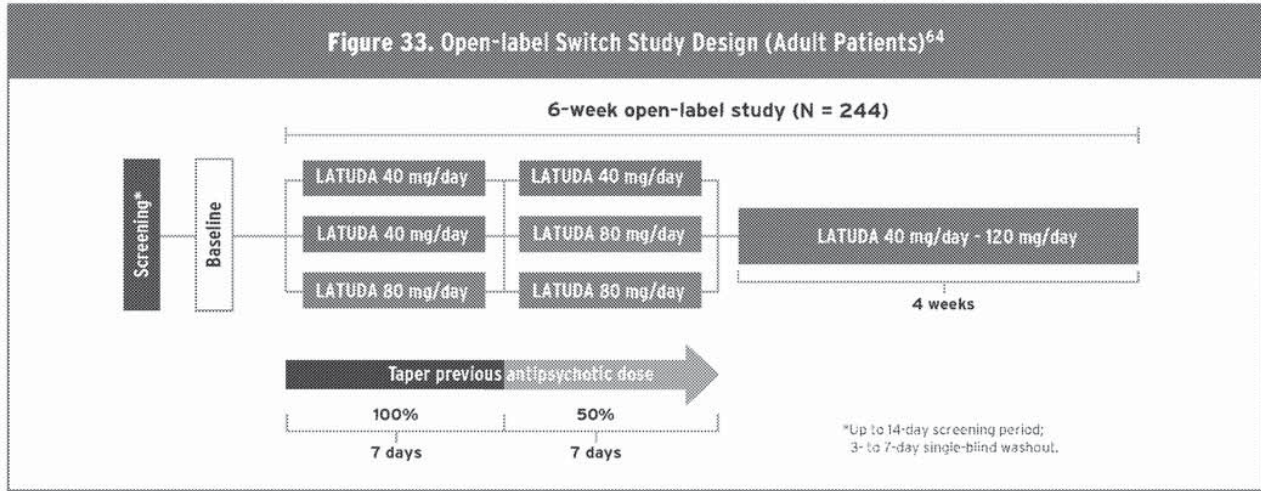 Figure 33. Open-label Switch Study Design (Adult Patients)64
6-week open-label study (N = 244)
Screening*
Baseline
LATUDA 40 mg/day
LATUDA 40 mg/day
LATUDA 40 mg/day
LATUDA 80 mg/day
LATUDA 80 mg/day
LATUDA 80 mg/day
LATUDA 40 mg/day - 120 mg/day
4 weeks
Taper previous antipsychotic dose
100%
50%
7 days
7 days
*Up to 14-day screening period;
3- to 7-day single-blind washout.